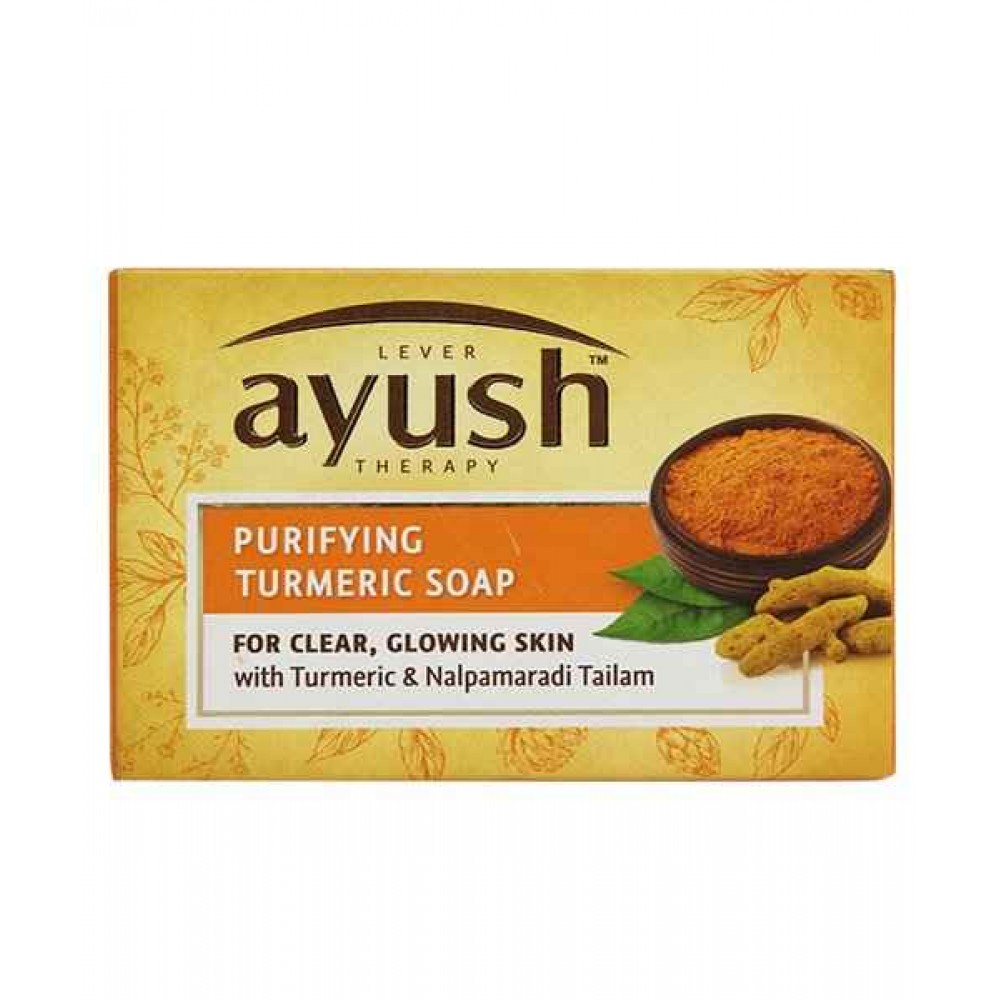 LEVER
ayush™
THERAPY
PURIFYING
TURMERIC SOAP
FOR CLEAR, GLOWING SKIN
with Turmeric & Nalpamaradi Tailam